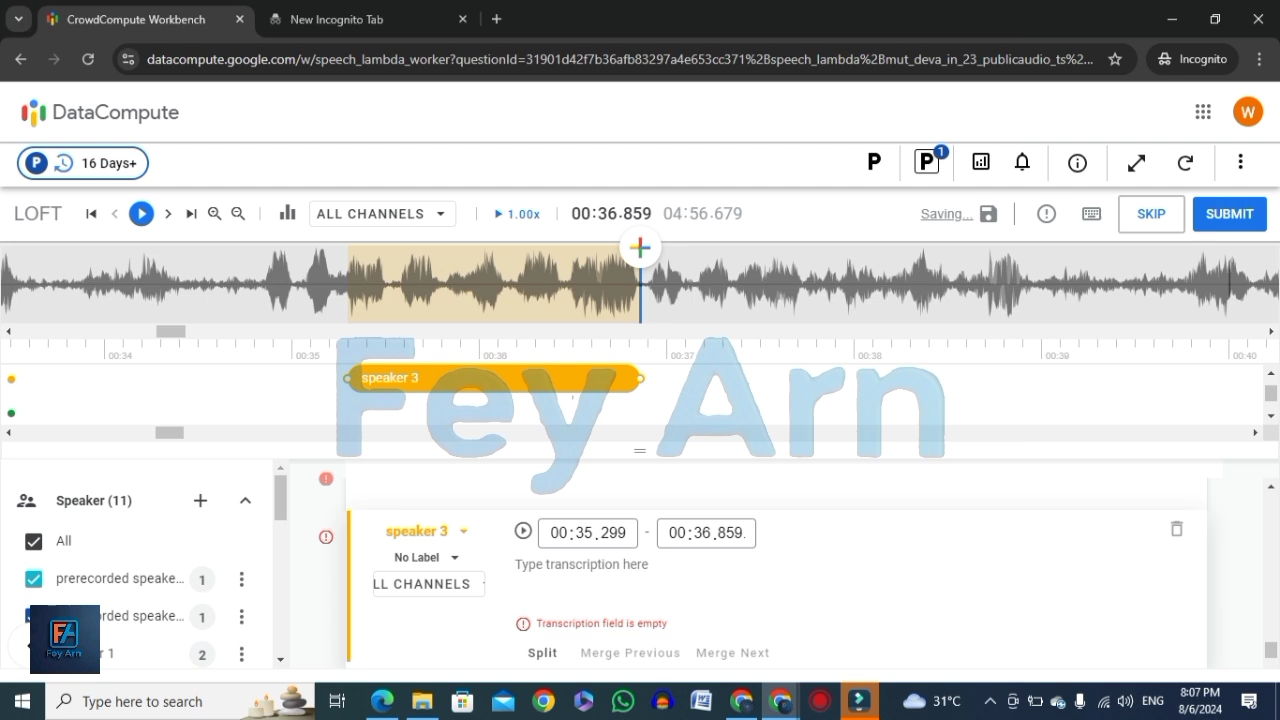 CrowdCompute Workbench
New Incognito Tab
datacompute.google.com/w/speech_lambda_worker?questionId=31901d42f7b36afb83297a4e653cc371%2Bspeech_lambda%2Bmut_deva_in_23_publicaudio_ts%2...
Incognito
DataCompute
W
P 16 Days+
P P 1
LOFT
ALL CHANNELS
1.00x
00:36.859 04:56.679
Saving...
SKIP
SUBMIT
00:34 00:35 00:36 00:37 00:38 00:39 00:40
speaker 3
Fey Arn
Speaker (11)
All
prerecorded speake... 1
orded speake... 1
1 2
speaker 3
00:35.299 - 00:36.859.
No Label
Type transcription here
LL CHANNELS
Transcription field is empty
Split Merge Previous Merge Next
FA
Fey Arn
Type here to search
31°C
ENG
8:07 PM
8/6/2024